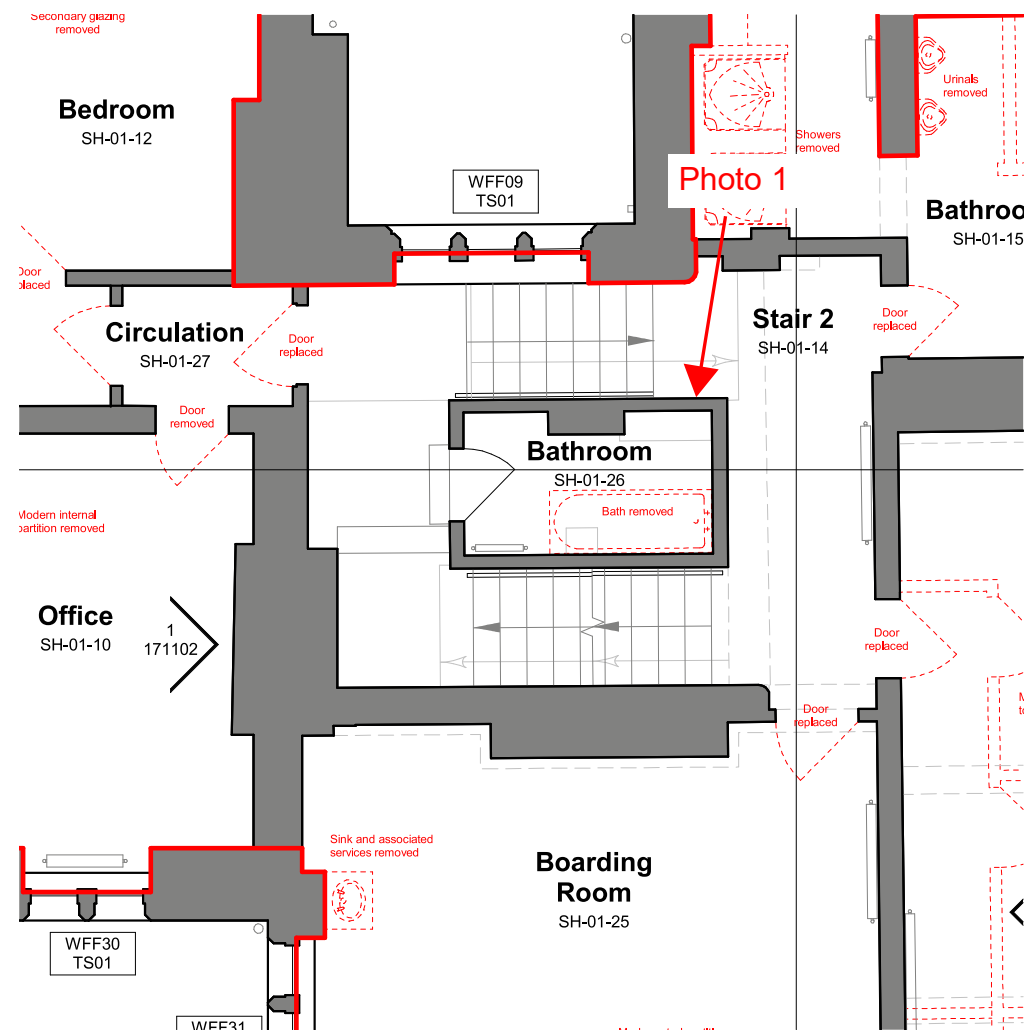 Secondary glazing
removed
Bedroom
SH-01-12
WFF09
TS01
Urinals
removed
Showers
removed
Photo 1
Bathroo
SH-01-15
Door
placed
Circulation
SH-01-27
Door
replaced
Stair 2
SH-01-14
Door
replaced
Door
removed
Bathroom
SH-01-26
Bath removed
Modern internal
partition removed
Office
SH-01-10
1
171102
Door
replaced
M
to
Door
replaced
Sink and associated
services removed
Boarding
Room
SH-01-25
WFF30
TS01
WFF31